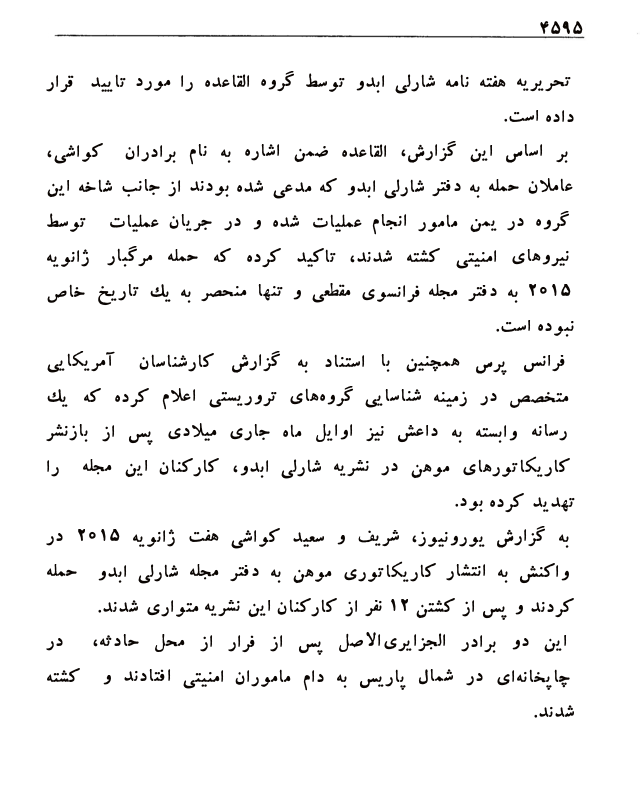 ۴۵۹۵
تحریریه هفته نامه شارلی ابدو توسط گروه القاعده را مورد تایید قرار
داده است.
بر اساس این گزارش، القاعده ضمن اشاره به نام برادران کواشی،
عاملان حمله به دفتر شارلی ابدو که مدعی شده بودند از جانب شاخه این
گروه در یمن مامور انجام عملیات شده و در جریان عملیات توسط
نیروهای امنیتی کشته شدند، تاکید کرده که حمله مرگبار ژانویه
۲۰۱۵ به دفتر مجله فرانسوی مقطعی و تنها منحصر به یك تاریخ خاص
نبوده است.
فرانس پرس همچنین با استناد به گزارش کارشناسان آمریکایی
متخصص در زمینه شناسایی گروه‌های تروریستی اعلام کرده که یك
رسانه وابسته به داعش نیز اوایل ماه جاری میلادی پس از بازنشر
کاریکاتورهای موهن در نشریه شارلی ابدو، کارکنان این مجله را
تهدید کرده بود.
به گزارش یورونیوز، شریف و سعید کواشی هفت ژانویه ۲۰۱۵ در
واکنش به انتشار کاریکاتوری موهن به دفتر مجله شارلی ابدو حمله
کردند و پس از کشتن ۱۲ نفر از کارکنان این نشریه متواری شدند.
این دو برادر الجزایری‌الاصل پس از فرار از محل حادثه، در
چاپخانه‌ای در شمال پاریس به دام ماموران امنیتی افتادند و کشته
شدند.